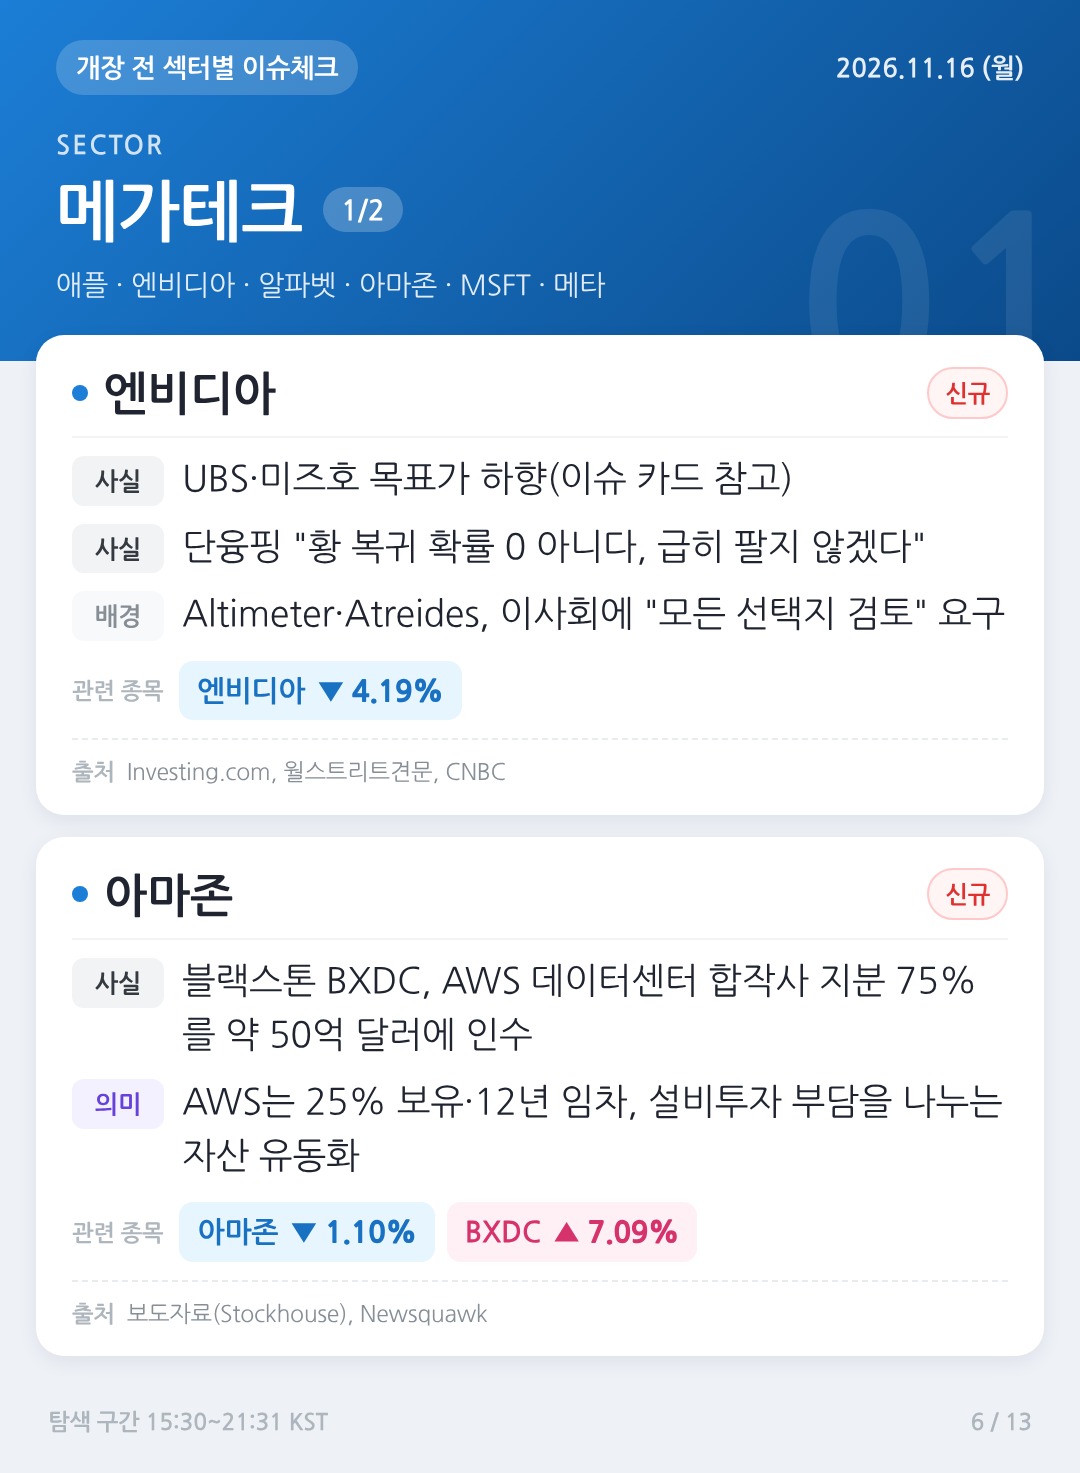 개장 전 섹터별 이슈체크
2026.11.16 (월)
SECTOR
메가테크 1/2
애플 · 엔비디아 · 알파벳 · 아마존 · MSFT · 메타
01
엔비디아 신규
사실 UBS·미즈호 목표가 하향(이슈 카드 참고)
사실 단융핑 "황 복귀 확률 0 아니다, 급히 팔지 않겠다"
배경 Altimeter·Atreides, 이사회에 "모든 선택지 검토" 요구
관련 종목 엔비디아 ▼ 4.19%
출처 Investing.com, 월스트리트견문, CNBC
아마존 신규
사실 블랙스톤 BXDC, AWS 데이터센터 합작사 지분 75%
를 약 50억 달러에 인수
의미 AWS는 25% 보유·12년 임차, 설비투자 부담을 나누는
자산 유동화
관련 종목 아마존 ▼ 1.10% BXDC ▲ 7.09%
출처 보도자료(Stockhouse), Newsquawk
탐색 구간 15:30~21:31 KST
6 / 13